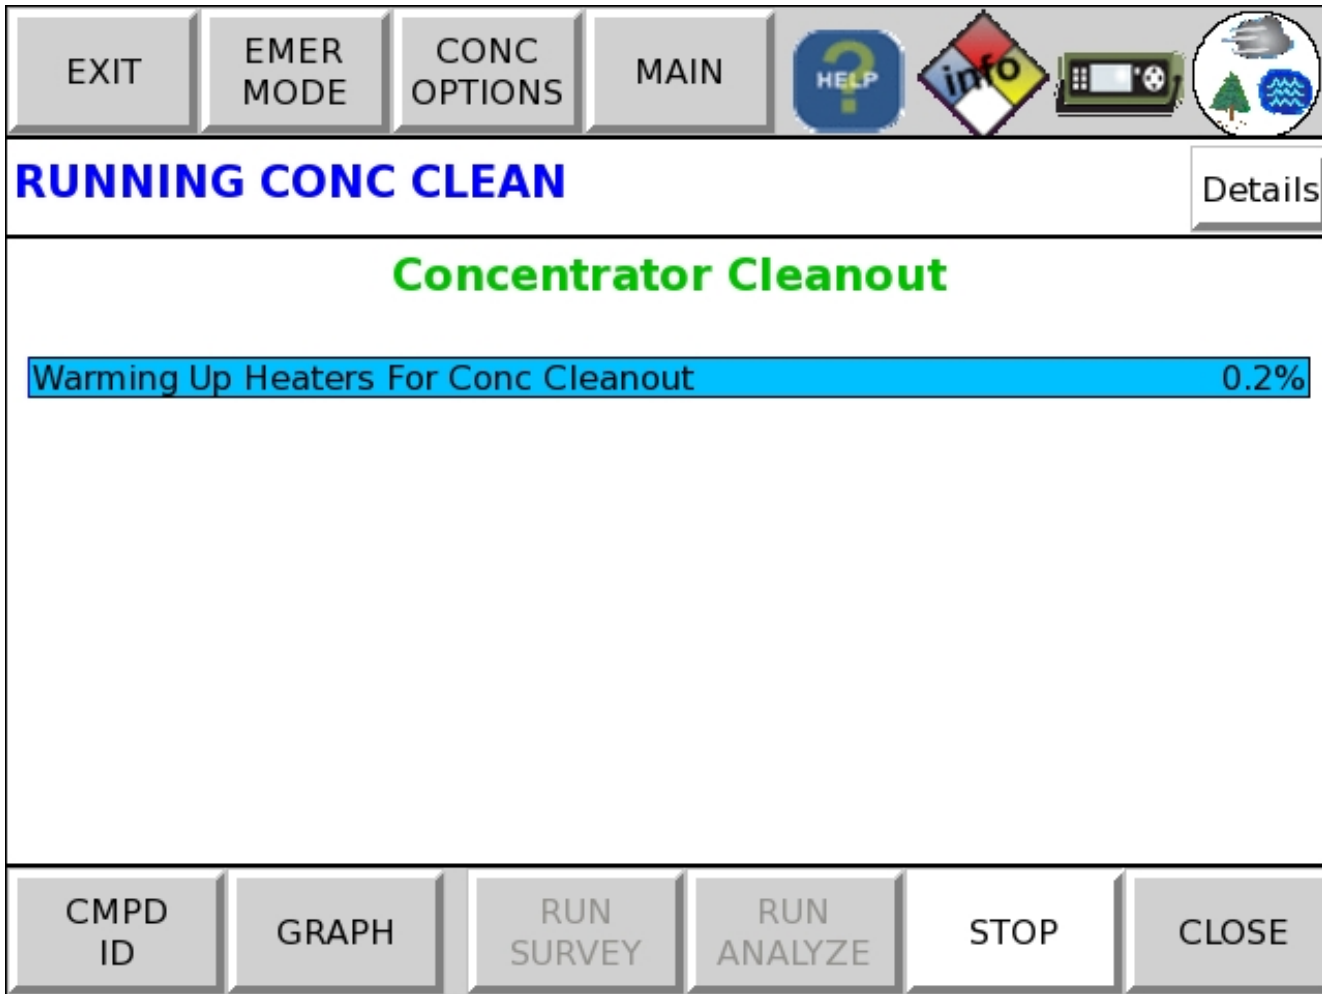 EXIT
EMER
MODE
CONC
OPTIONS
MAIN
HELP
info
RUNNING CONC CLEAN
Details
Concentrator Cleanout
Warming Up Heaters For Conc Cleanout 0.2%
CMPD
ID
GRAPH
RUN
SURVEY
RUN
ANALYZE
STOP
CLOSE